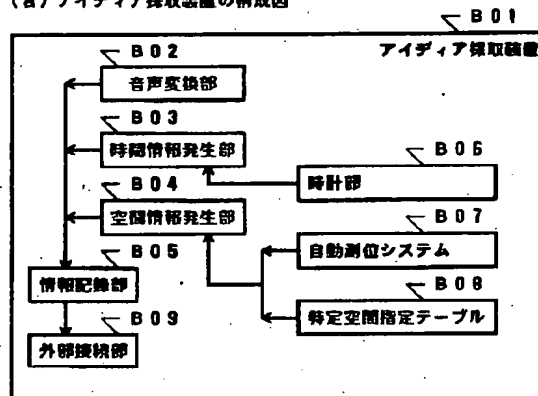 (a) アイディア採取装置の構成図
B01
アイディア採取装置
B02
音声変換部
B03
時間情報発生部
B06
時計部
B04
空間情報発生部
B07
自動測位システム
B05
情報記録部
B08
特定空間指定テーブル
B09
外部接続部